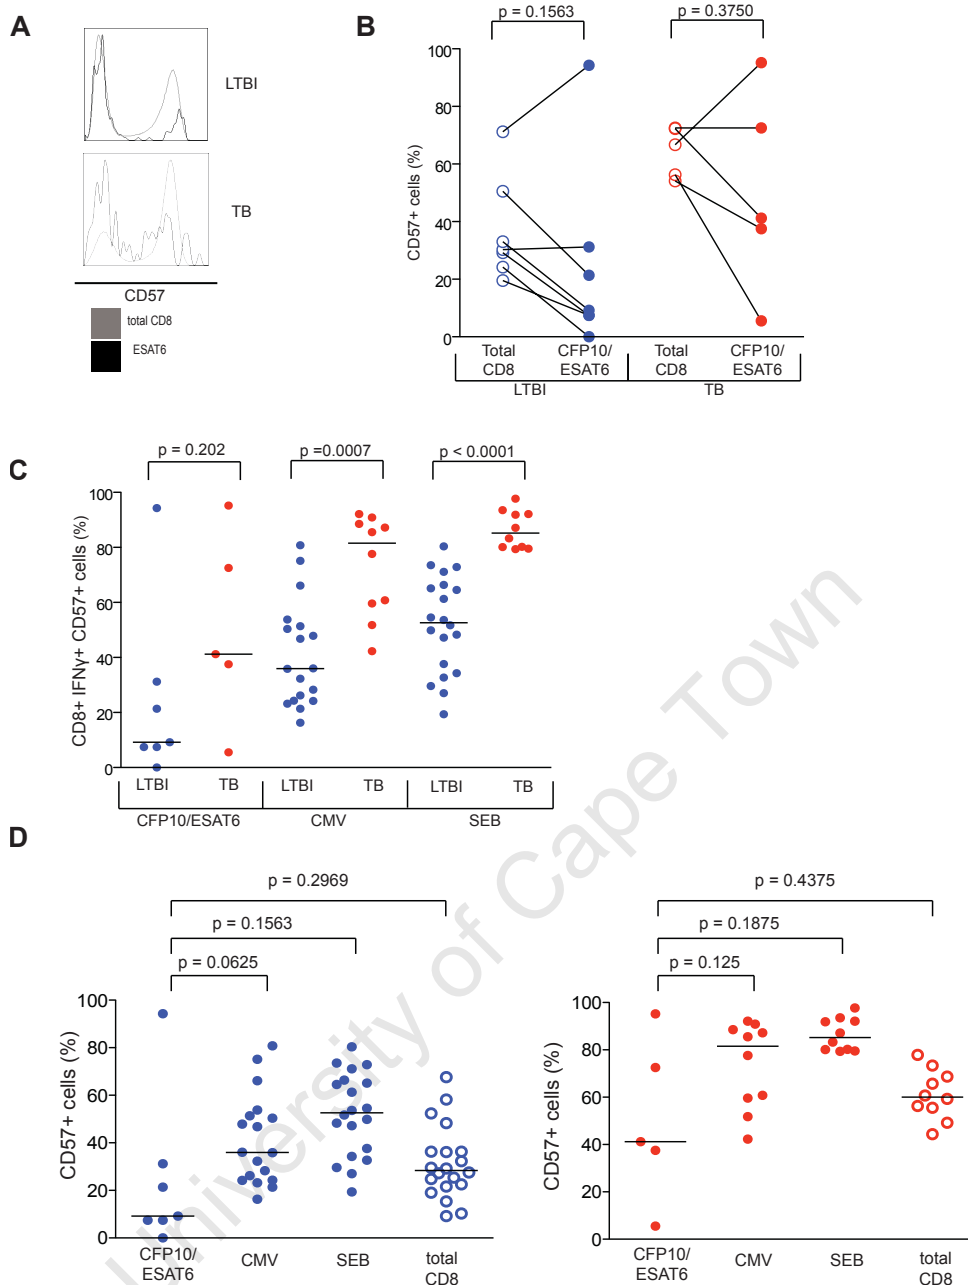 A
LTBI
TB
CD57
total CD8
ESAT6
B
p = 0.1563
p = 0.3750
CD57+ cells (%)
100
80
60
40
20
0
Total CD8
CFP10/ESAT6
Total CD8
CFP10/ESAT6
LTBI
TB
C
p = 0.202
p =0.0007
p < 0.0001
CD8+ IFNγ+ CD57+ cells (%)
100
80
60
40
20
0
LTBI
TB
LTBI
TB
LTBI
TB
CFP10/ESAT6
CMV
SEB
D
p = 0.2969
p = 0.1563
p = 0.0625
CD57+ cells (%)
100
80
60
40
20
0
CFP10/
ESAT6
CMV
SEB
total
CD8
p = 0.4375
p = 0.1875
p = 0.125
CD57+ cells (%)
100
80
60
40
20
0
CFP10/
ESAT6
CMV
SEB
total
CD8
University of Cape Town